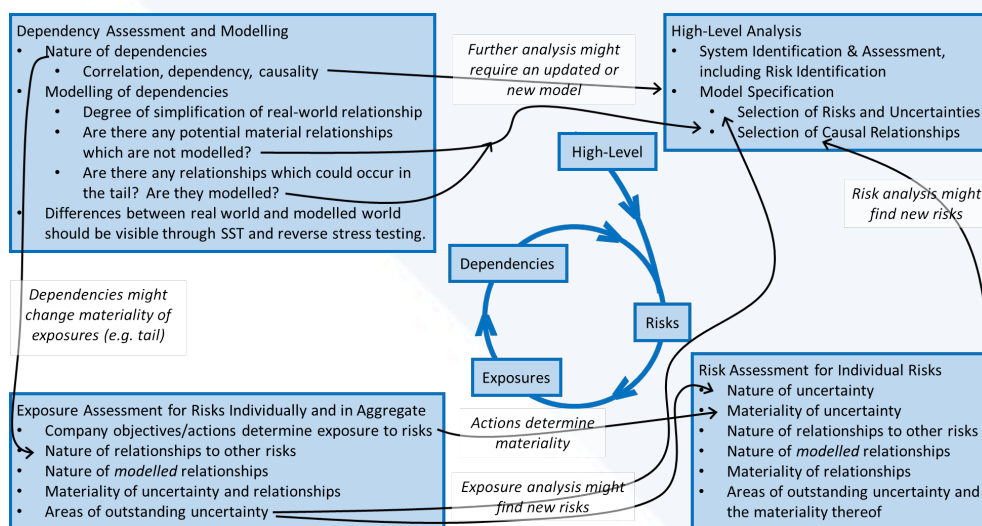 Dependency Assessment and Modelling
• Nature of dependencies
• Correlation, dependency, causality
• Modelling of dependencies
• Degree of simplification of real-world relationship
• Are there any potential material relationships
which are not modelled?
• Are there any relationships which could occur in
the tail? Are they modelled?
• Differences between real world and modelled world
should be visible through SST and reverse stress testing.
Further analysis might
require an updated or
new model
High-Level Analysis
• System Identification & Assessment,
including Risk Identification
• Model Specification
• Selection of Risks and Uncertainties
• Selection of Causal Relationships
High-Level
Dependencies
Risks
Exposures
Risk analysis might
find new risks
Dependencies might
change materiality of
exposures (e.g. tail)
Exposure Assessment for Risks Individually and in Aggregate
• Company objectives/actions determine exposure to risks
• Nature of relationships to other risks
• Nature of modelled relationships
• Materiality of uncertainty and relationships
• Areas of outstanding uncertainty
Actions determine
materiality
Exposure analysis might
find new risks
Risk Assessment for Individual Risks
• Nature of uncertainty
• Materiality of uncertainty
• Nature of relationships to other risks
• Nature of modelled relationships
• Materiality of relationships
• Areas of outstanding uncertainty and
the materiality thereof